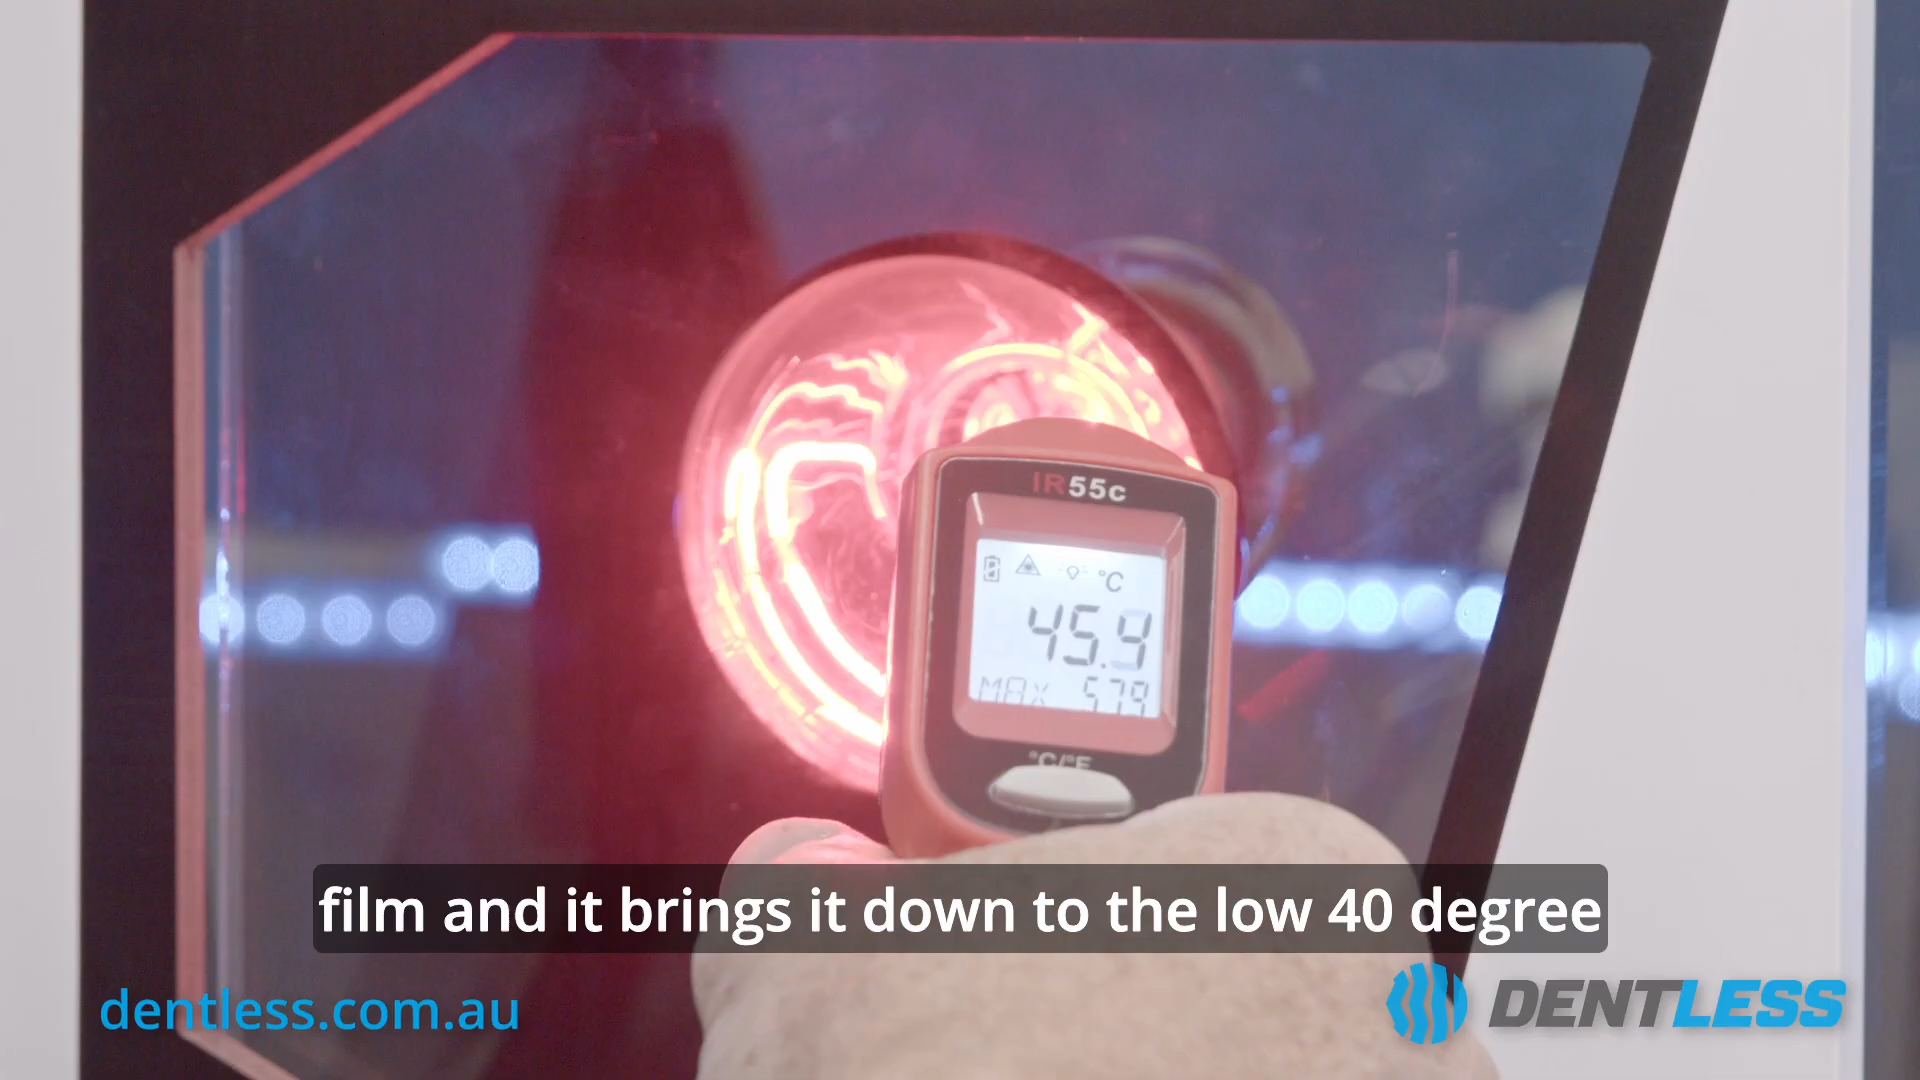 IR55c
°C
45.9
MAX 57.9
°C/°F
film and it brings it down to the low 40 degree
dentless.com.au
DENTLESS